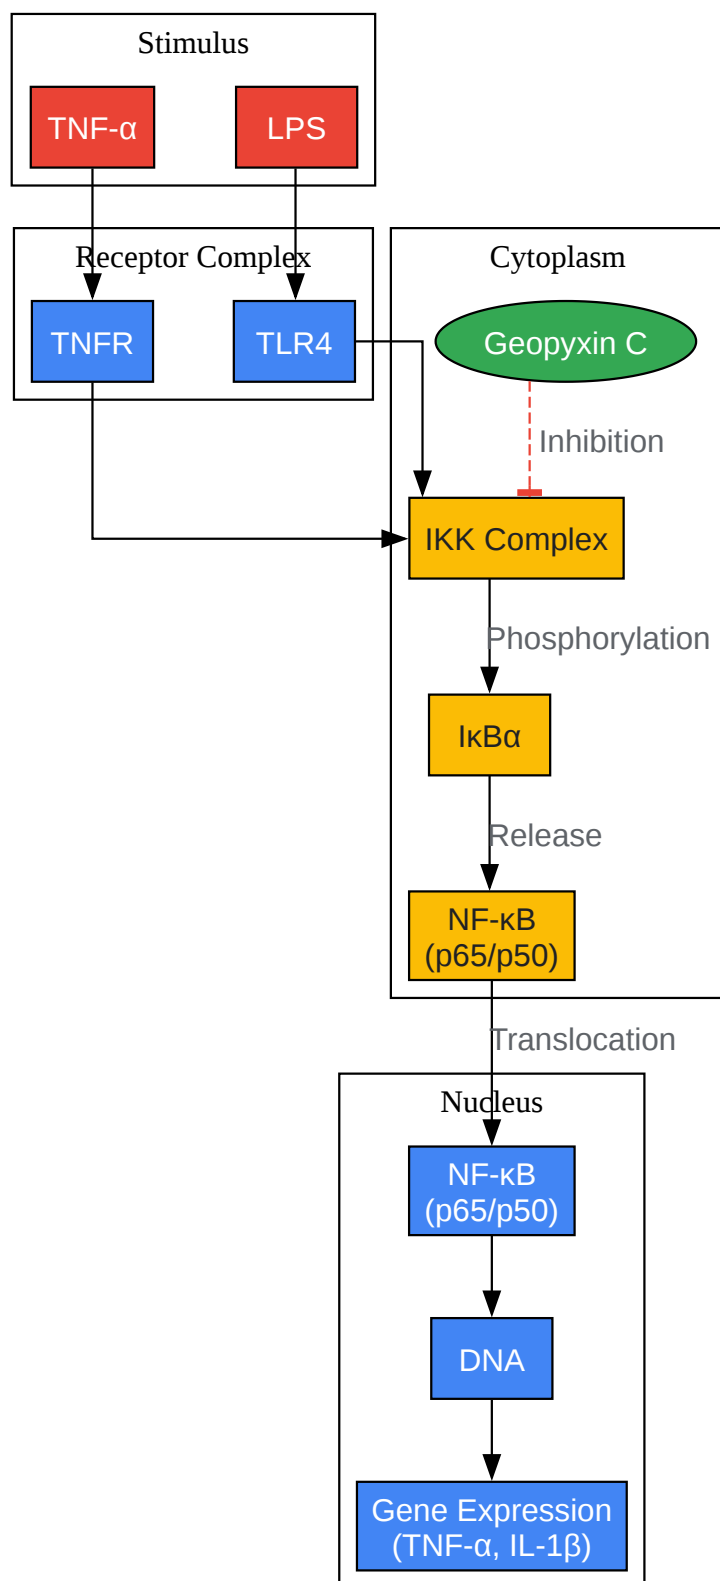 Stimulus
TNF-α
LPS
Receptor Complex
Cytoplasm
TNFR
TLR4
Geopyxin C
Inhibition
IKK Complex
Phosphorylation
IκBα
Release
NF-κB
(p65/p50)
Translocation
Nucleus
NF-κB
(p65/p50)
DNA
Gene Expression
(TNF-α, IL-1β)